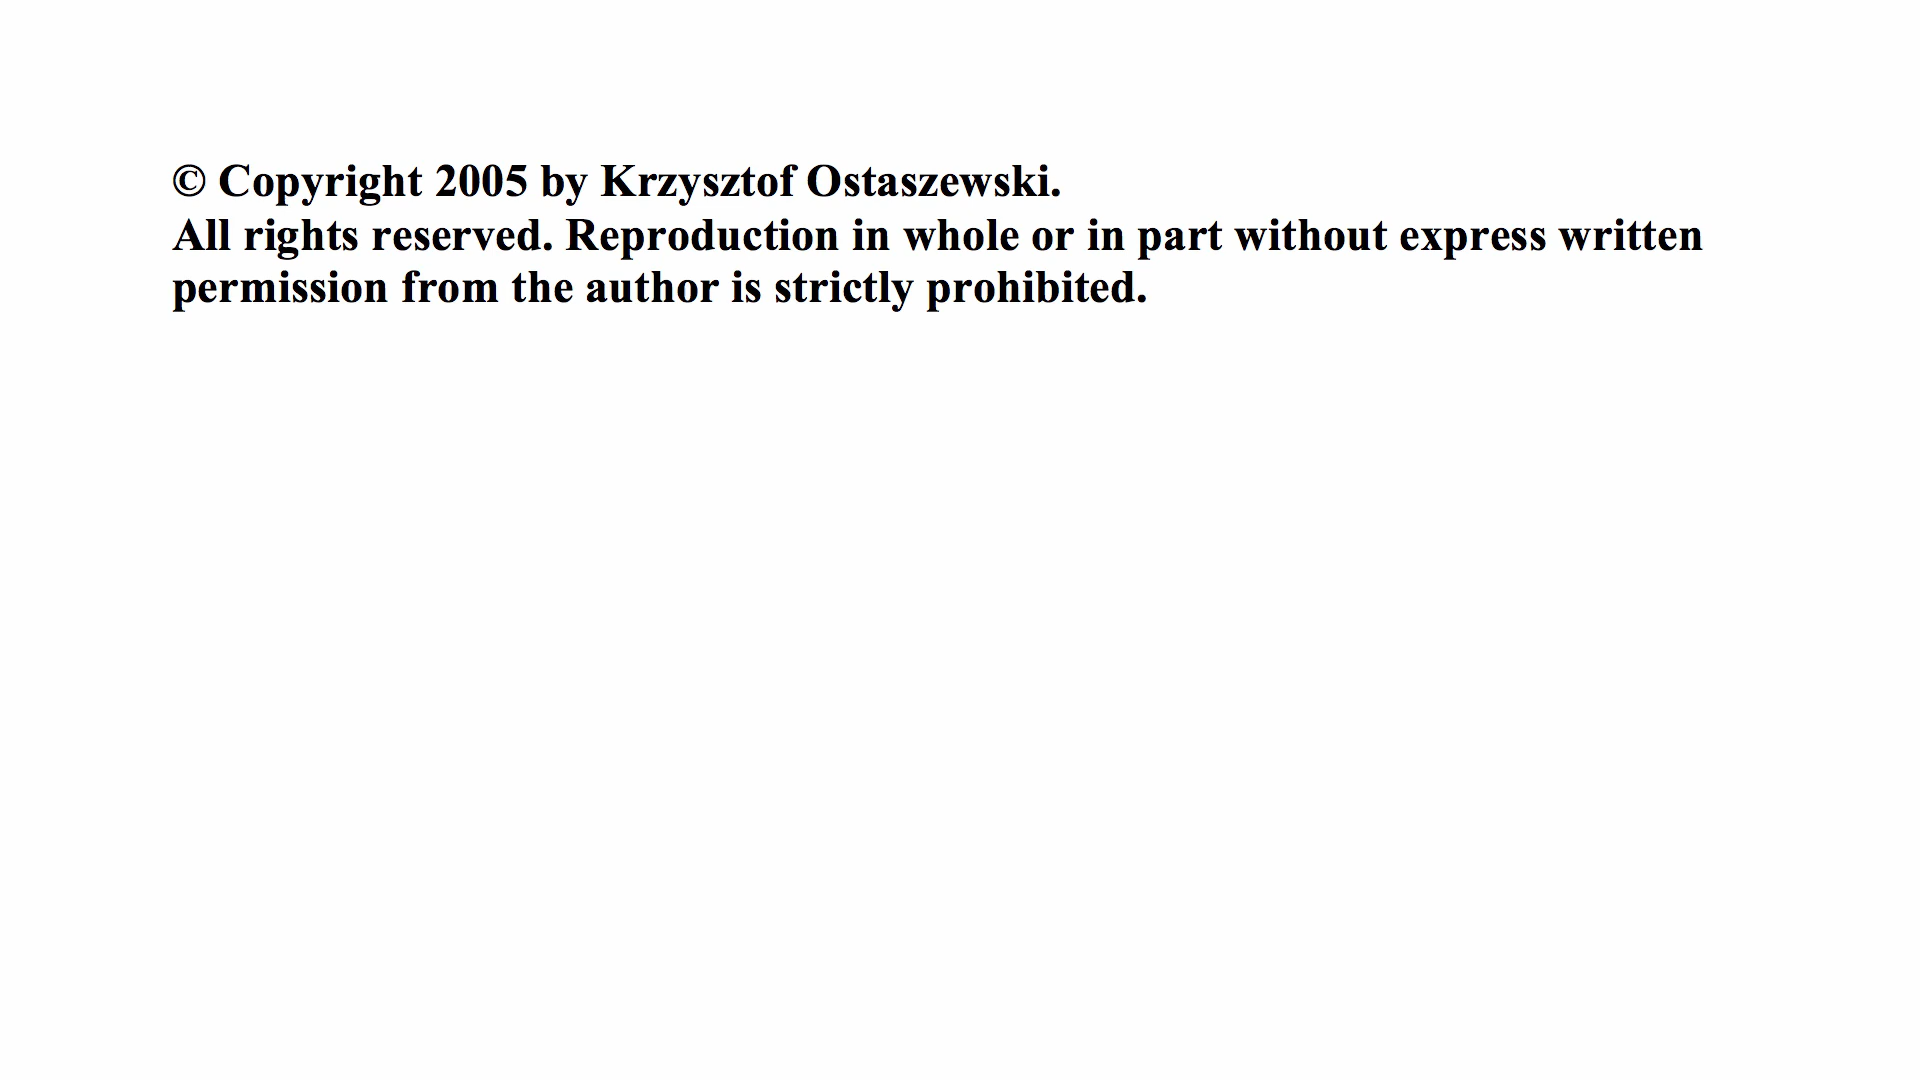 © Copyright 2005 by Krzysztof Ostaszewski.
All rights reserved. Reproduction in whole or in part without express written
permission from the author is strictly prohibited.